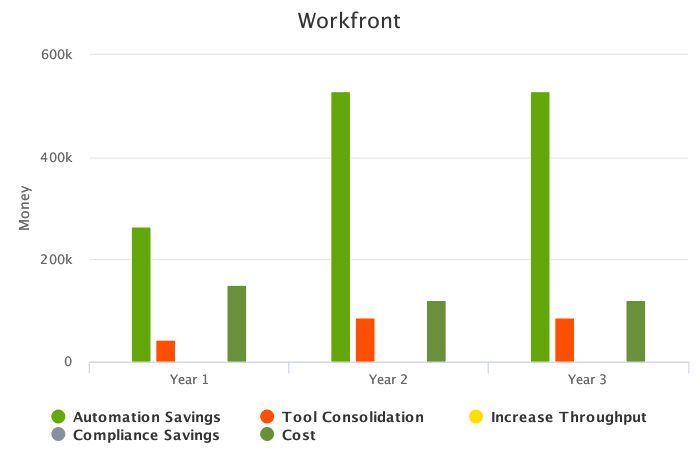 Workfront
600k
400k
200k
0
Money
Year 1 Year 2 Year 3
Automation Savings Tool Consolidation Increase Throughput
Compliance Savings Cost